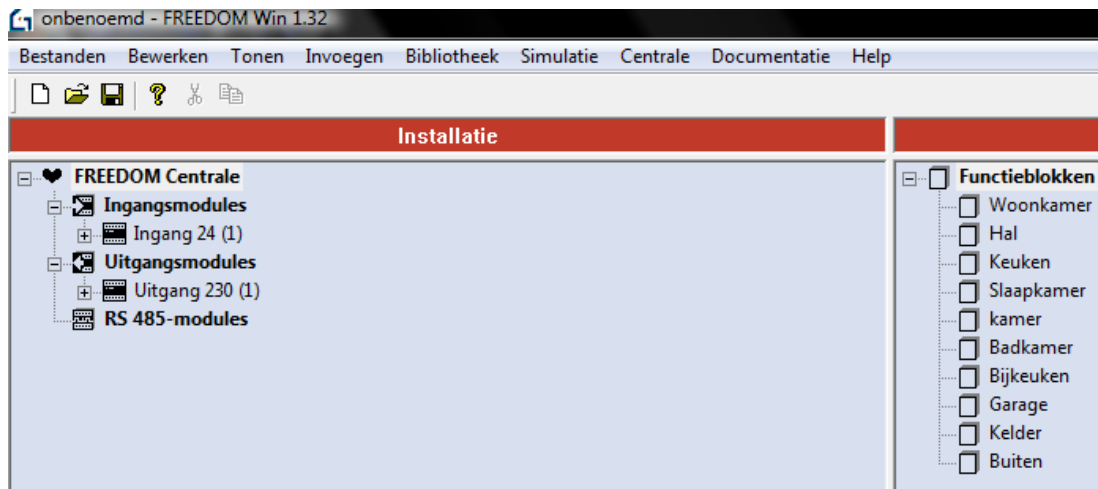 onbenoemd - FREEDOM Win 1.32
Bestanden Bewerken Tonen Invoegen Bibliotheek Simulatie Centrale Documentatie Help
Installatie
FREEDOM Centrale
Ingangsmodules
Ingang 24 (1)
Uitgangsmodules
Uitgang 230 (1)
RS 485-modules
Functieblokken
Woonkamer
Hal
Keuken
Slaapkamer
kamer
Badkamer
Bijkeuken
Garage
Kelder
Buiten